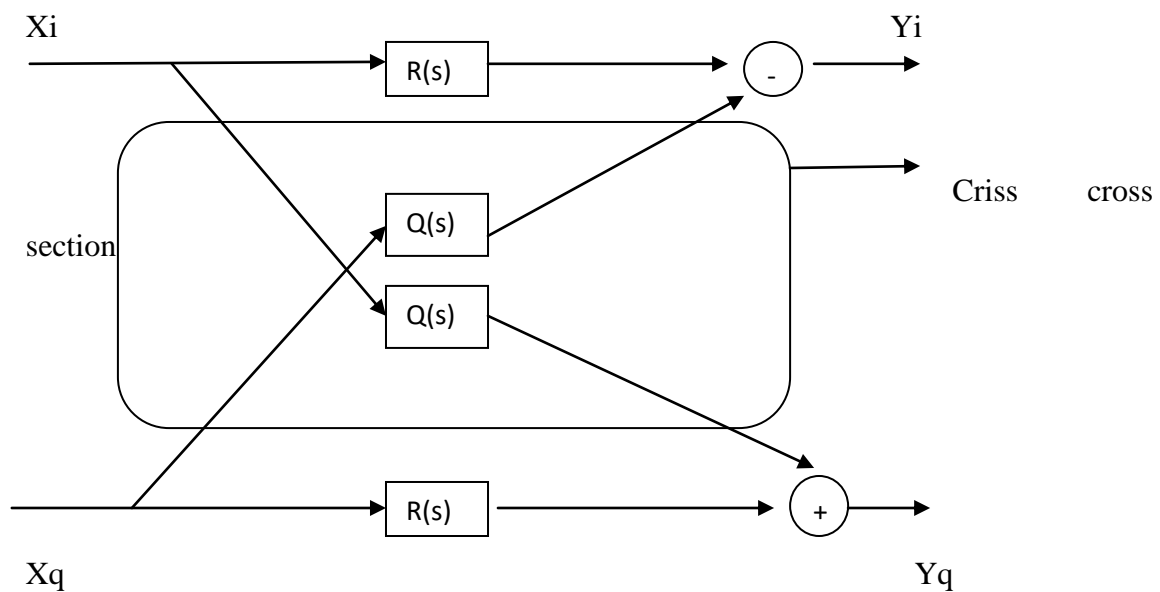 Xi Yi
R(s) -
Criss cross
Q(s)
section
Q(s)
R(s) +
Xq Yq